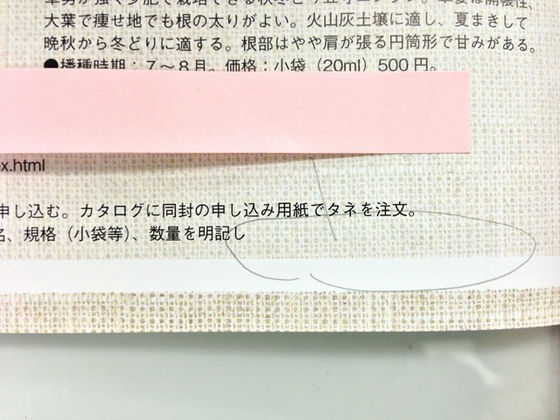 大葉で痩せ地でも根の太りがよい。火山灰土壌に適し、夏まきして
晩秋から冬どりに適する。根部はやや肩が張る円筒形で甘みがある。
●播種時期：7〜8月。価格：小袋（20ml）500円。
x.html
申し込む。カタログに同封の申し込み用紙でタネを注文。
名、規格（小袋等）、数量を明記し